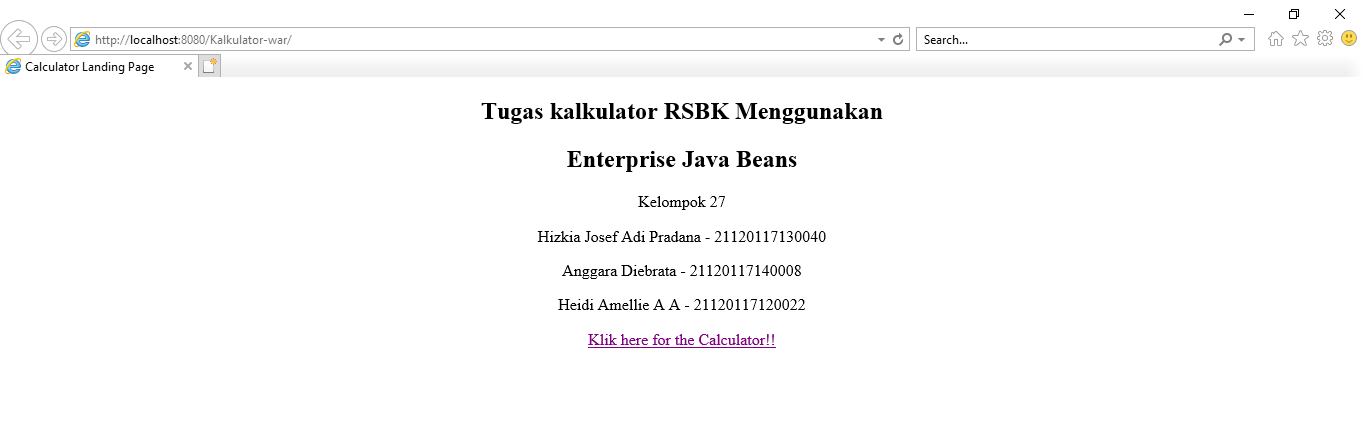 http://localhost:8080/Kalkulator-war/
Search...
Calculator Landing Page
Tugas kalkulator RSBK Menggunakan
Enterprise Java Beans
Kelompok 27
Hizkia Josef Adi Pradana - 21120117130040
Anggara Diebrata - 21120117140008
Heidi Amellie A A - 21120117120022
Klik here for the Calculator!!